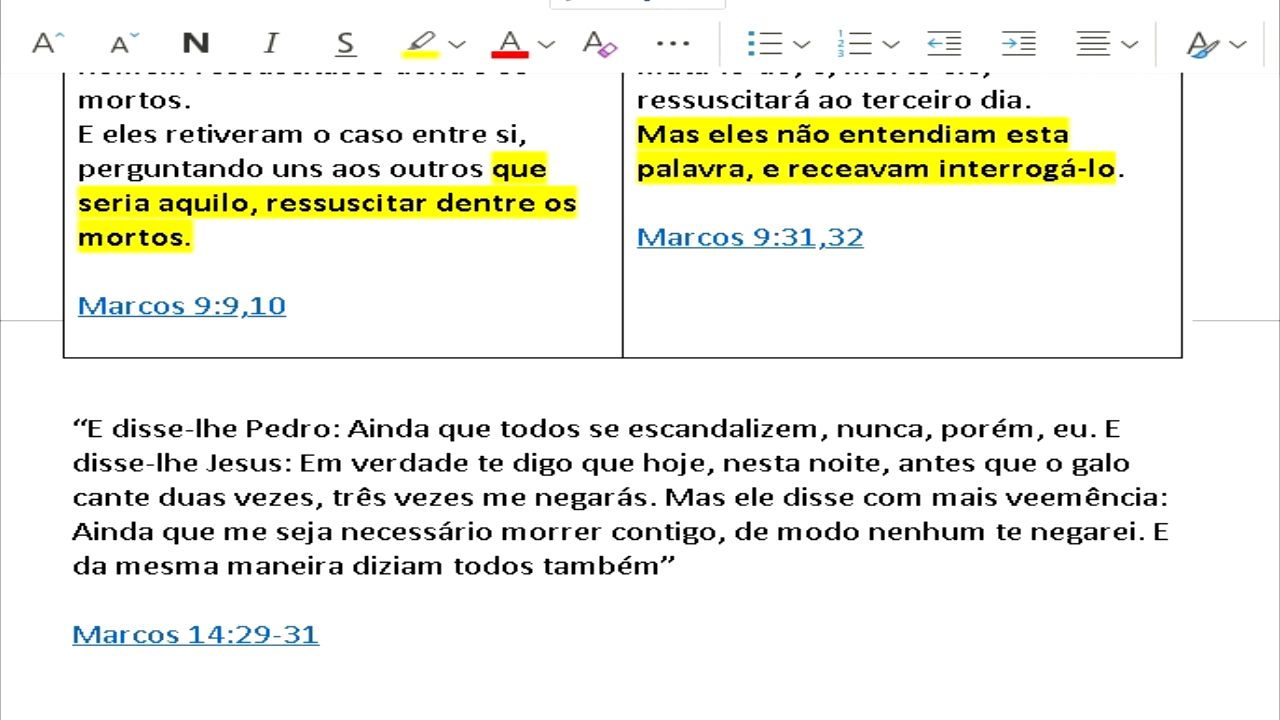 N I S
mortos.
E eles retiveram o caso entre si,
perguntando uns aos outros que
seria aquilo, ressuscitar dentre os
mortos.
Marcos 9:9,10
ressuscitará ao terceiro dia.
Mas eles não entendiam esta
palavra, e receavam interrogá-lo.
Marcos 9:31,32
“E disse-lhe Pedro: Ainda que todos se escandalizem, nunca, porém, eu. E
disse-lhe Jesus: Em verdade te digo que hoje, nesta noite, antes que o galo
cante duas vezes, três vezes me negarás. Mas ele disse com mais veemência:
Ainda que me seja necessário morrer contigo, de modo nenhum te negarei. E
da mesma maneira diziam todos também”
Marcos 14:29-31